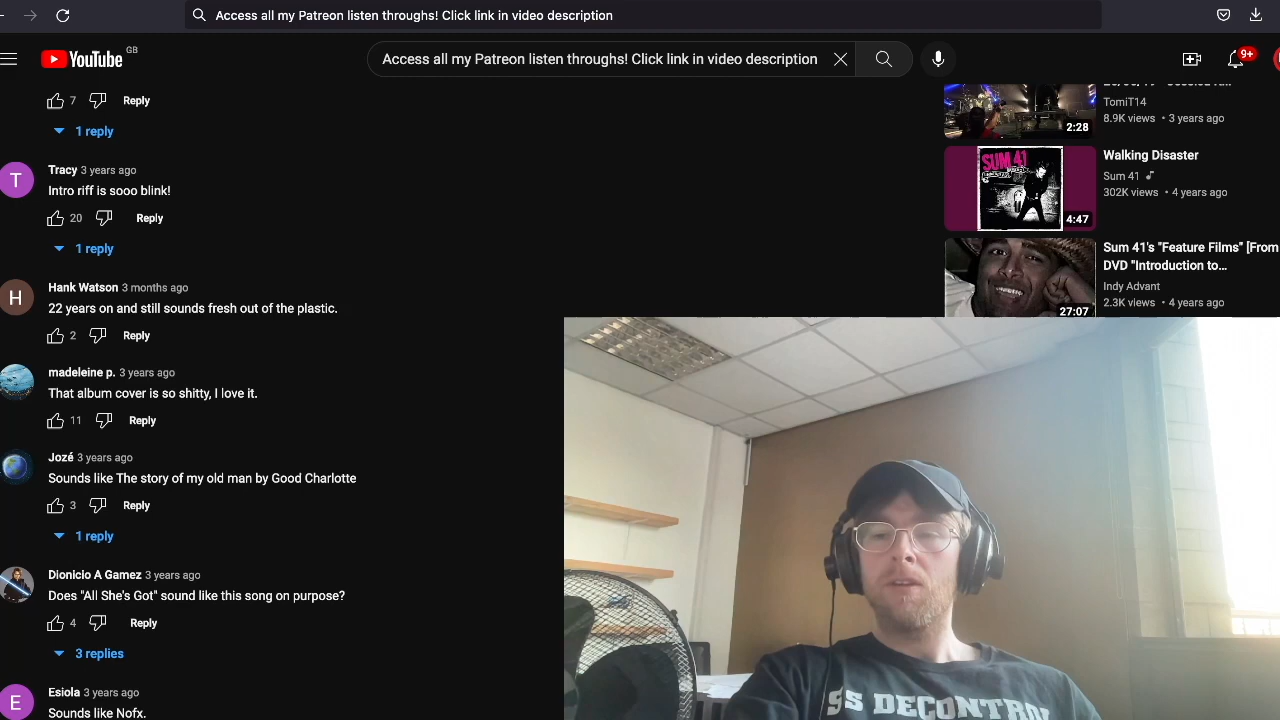 Access all my Patreon listen throughs! Click link in video description
YouTube GB
Access all my Patreon listen throughs! Click link in video description
9+
7 Reply
1 reply
T
Tracy 3 years ago
Intro riff is sooo blink!
20 Reply
1 reply
H
Hank Watson 3 months ago
22 years on and still sounds fresh out of the plastic.
2 Reply
madeleine p. 3 years ago
That album cover is so shitty, I love it.
11 Reply
Jozé 3 years ago
Sounds like The story of my old man by Good Charlotte
3 Reply
1 reply
Dionicio A Gamez 3 years ago
Does "All She's Got" sound like this song on purpose?
4 Reply
3 replies
E
Esiola 3 years ago
Sounds like Nofx.
2:28
TomiT14
8.9K views • 3 years ago
SUM 41
4:47
Walking Disaster
Sum 41
302K views • 4 years ago
27:07
Sum 41's "Feature Films" [From
DVD "Introduction to...
Indy Advant
2.3K views • 4 years ago
SS DECONTROL